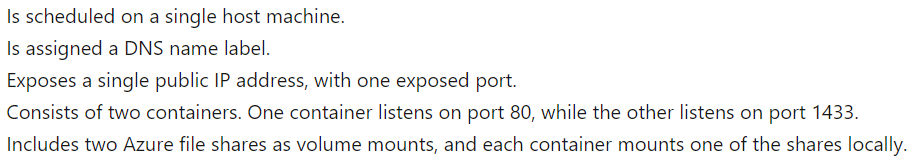 Is scheduled on a single host machine.
Is assigned a DNS name label.
Exposes a single public IP address, with one exposed port.
Consists of two containers. One container listens on port 80, while the other listens on port 1433.
Includes two Azure file shares as volume mounts, and each container mounts one of the shares locally.